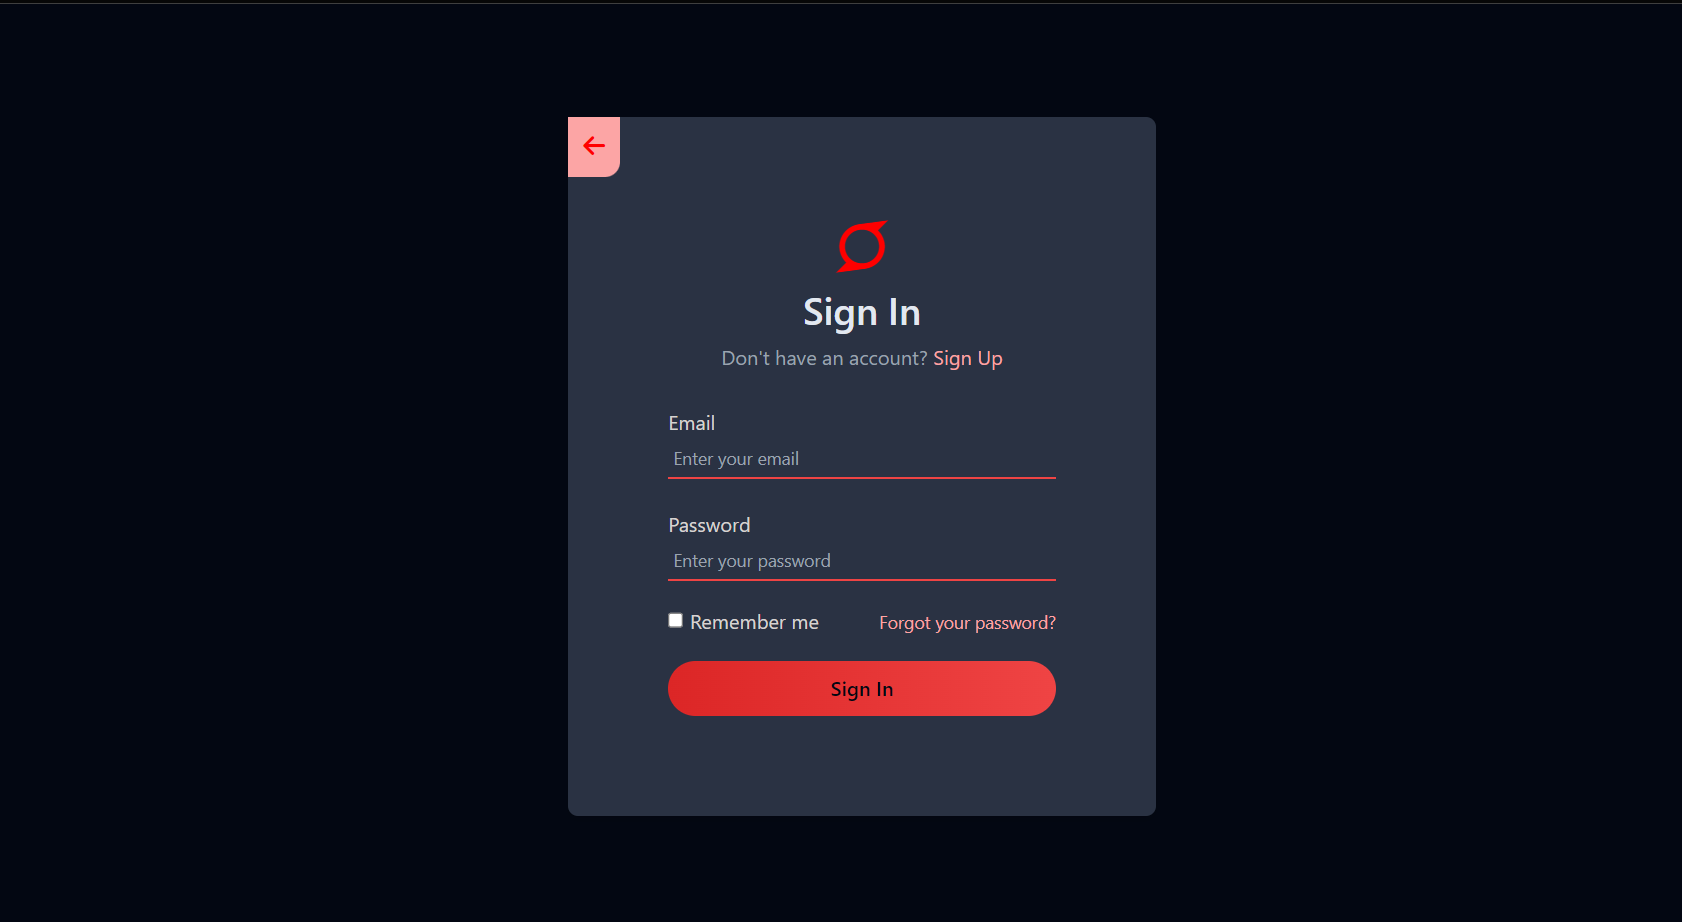 Sign In
Don't have an account? Sign Up
Email
Enter your email
Password
Enter your password
Remember me Forgot your password?
Sign In